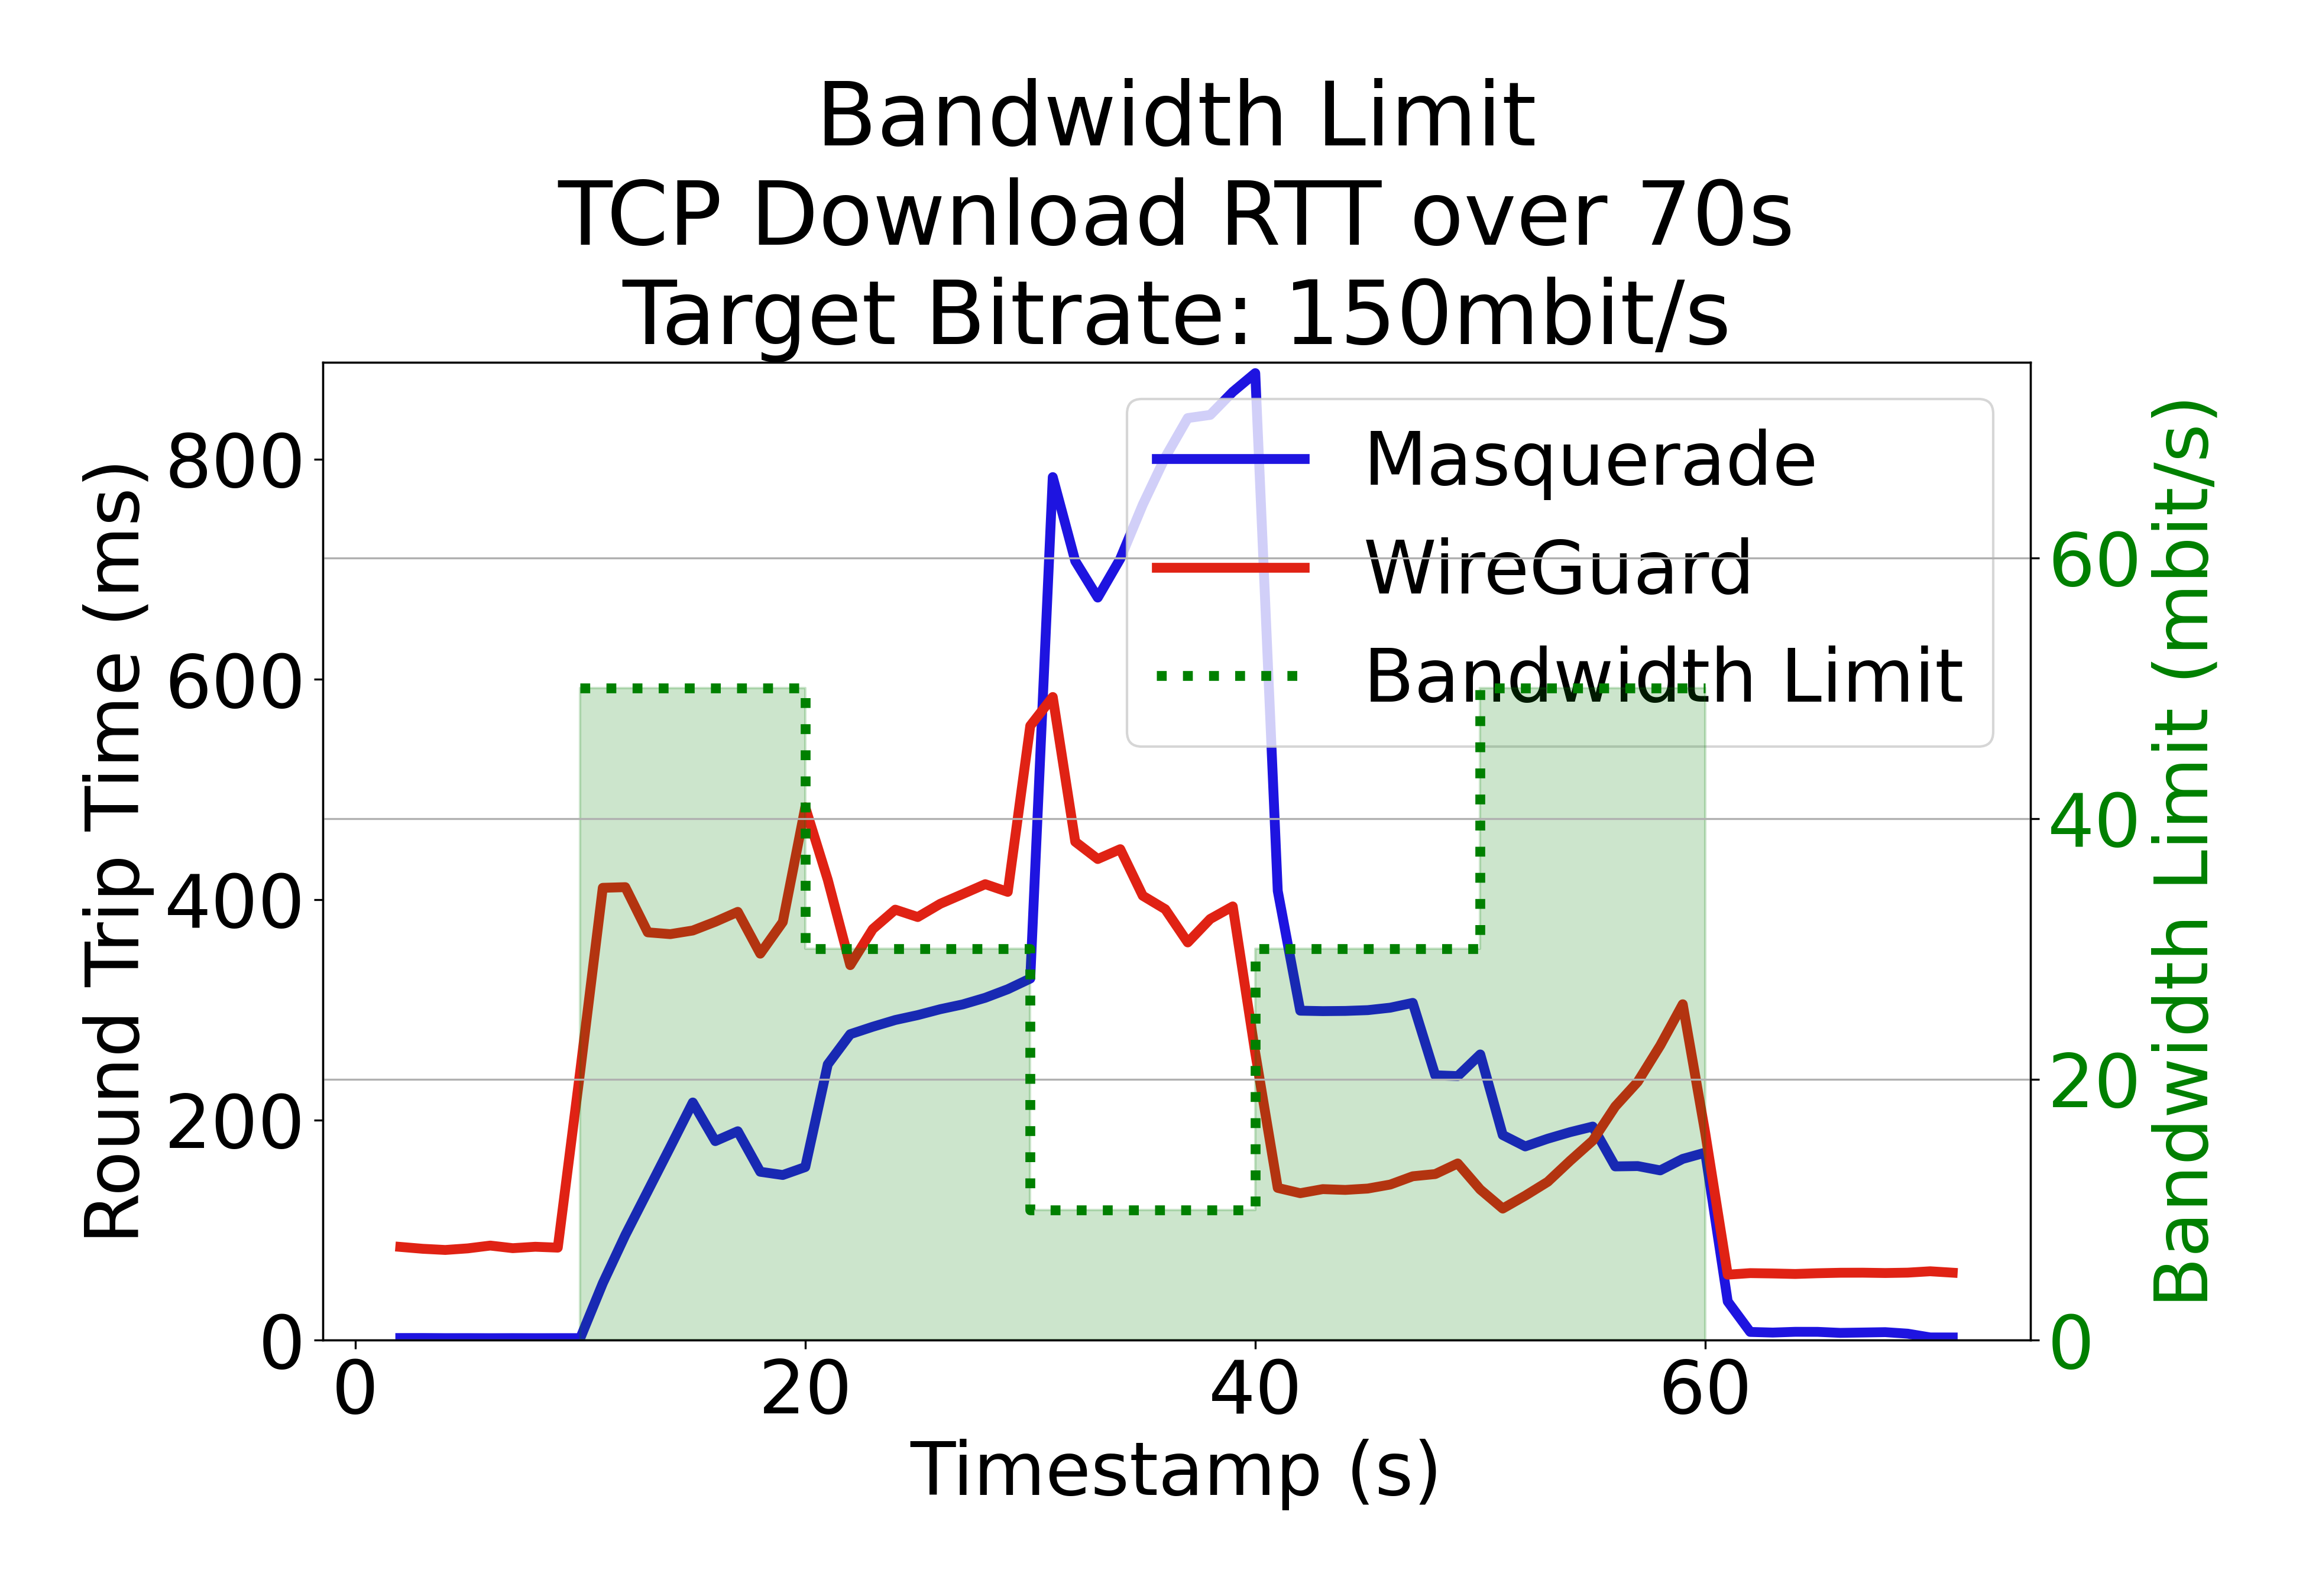 Bandwidth Limit
TCP Download RTT over 70s
Target Bitrate: 150mbit/s
Round Trip Time (ms)
800
600
400
200
0
Masquerade
WireGuard
Bandwidth Limit
60
40
20
0
Bandwidth Limit (mbit/s)
0
20
40
60
Timestamp (s)